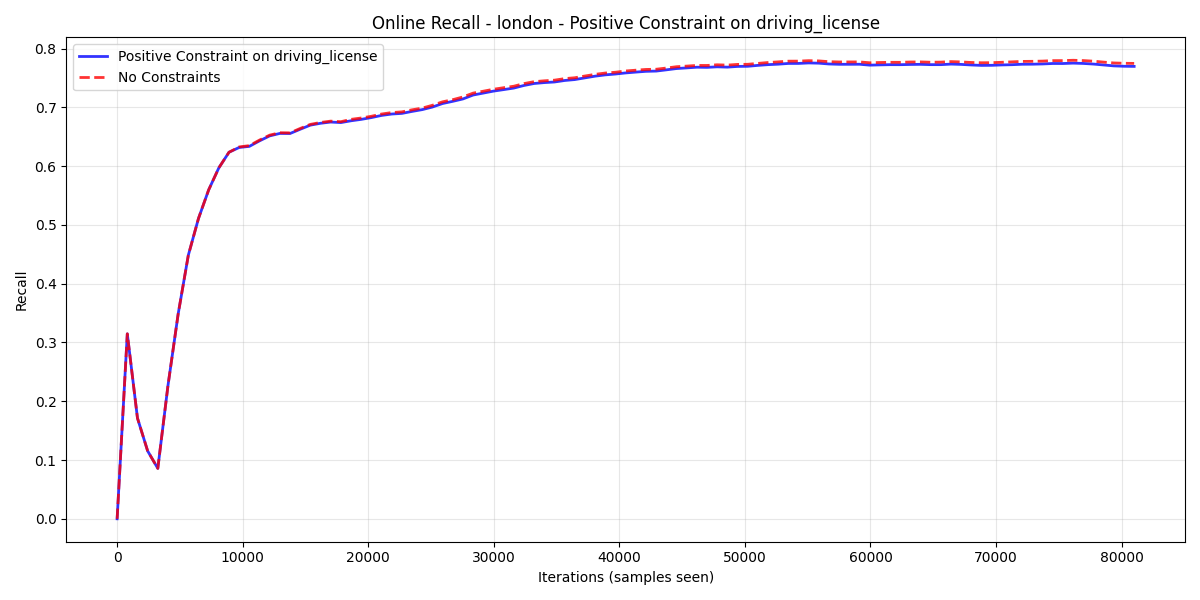 Online Recall - london - Positive Constraint on driving_license
Positive Constraint on driving_license
No Constraints
Recall
0.8
0.7
0.6
0.5
0.4
0.3
0.2
0.1
0.0
0 10000 20000 30000 40000 50000 60000 70000 80000
Iterations (samples seen)